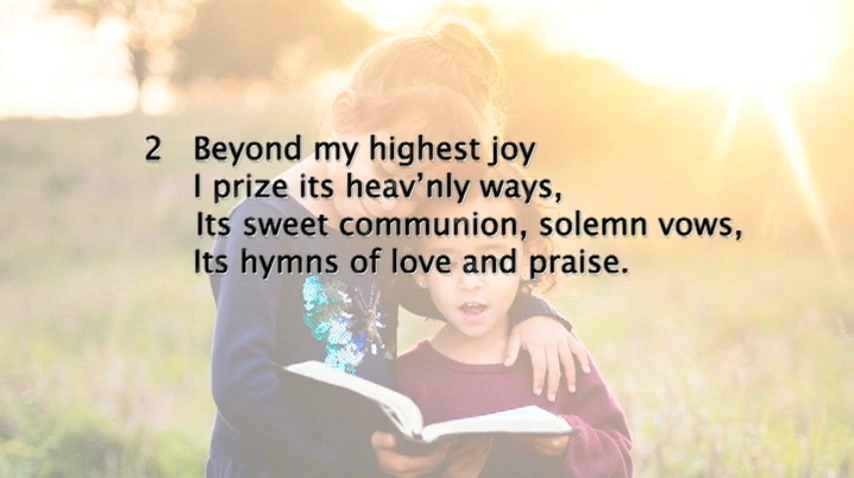 2 Beyond my highest joy
I prize its heav’nly ways,
Its sweet communion, solemn vows,
Its hymns of love and praise.